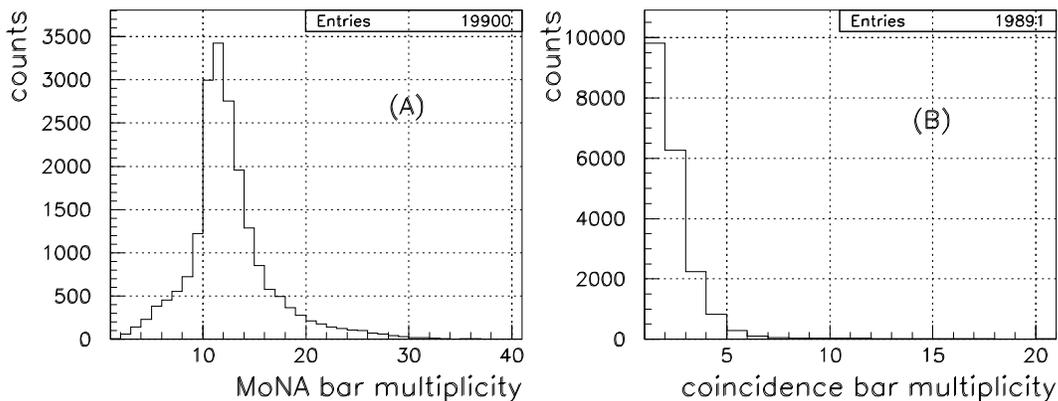 Entries 19900
counts
3500
3000
2500
2000
1500
1000
500
0
(A)
10 20 30 40
MoNA bar multiplicity
Entries 19891
counts
10000
8000
6000
4000
2000
0
(B)
5 10 15 20
coincidence bar multiplicity